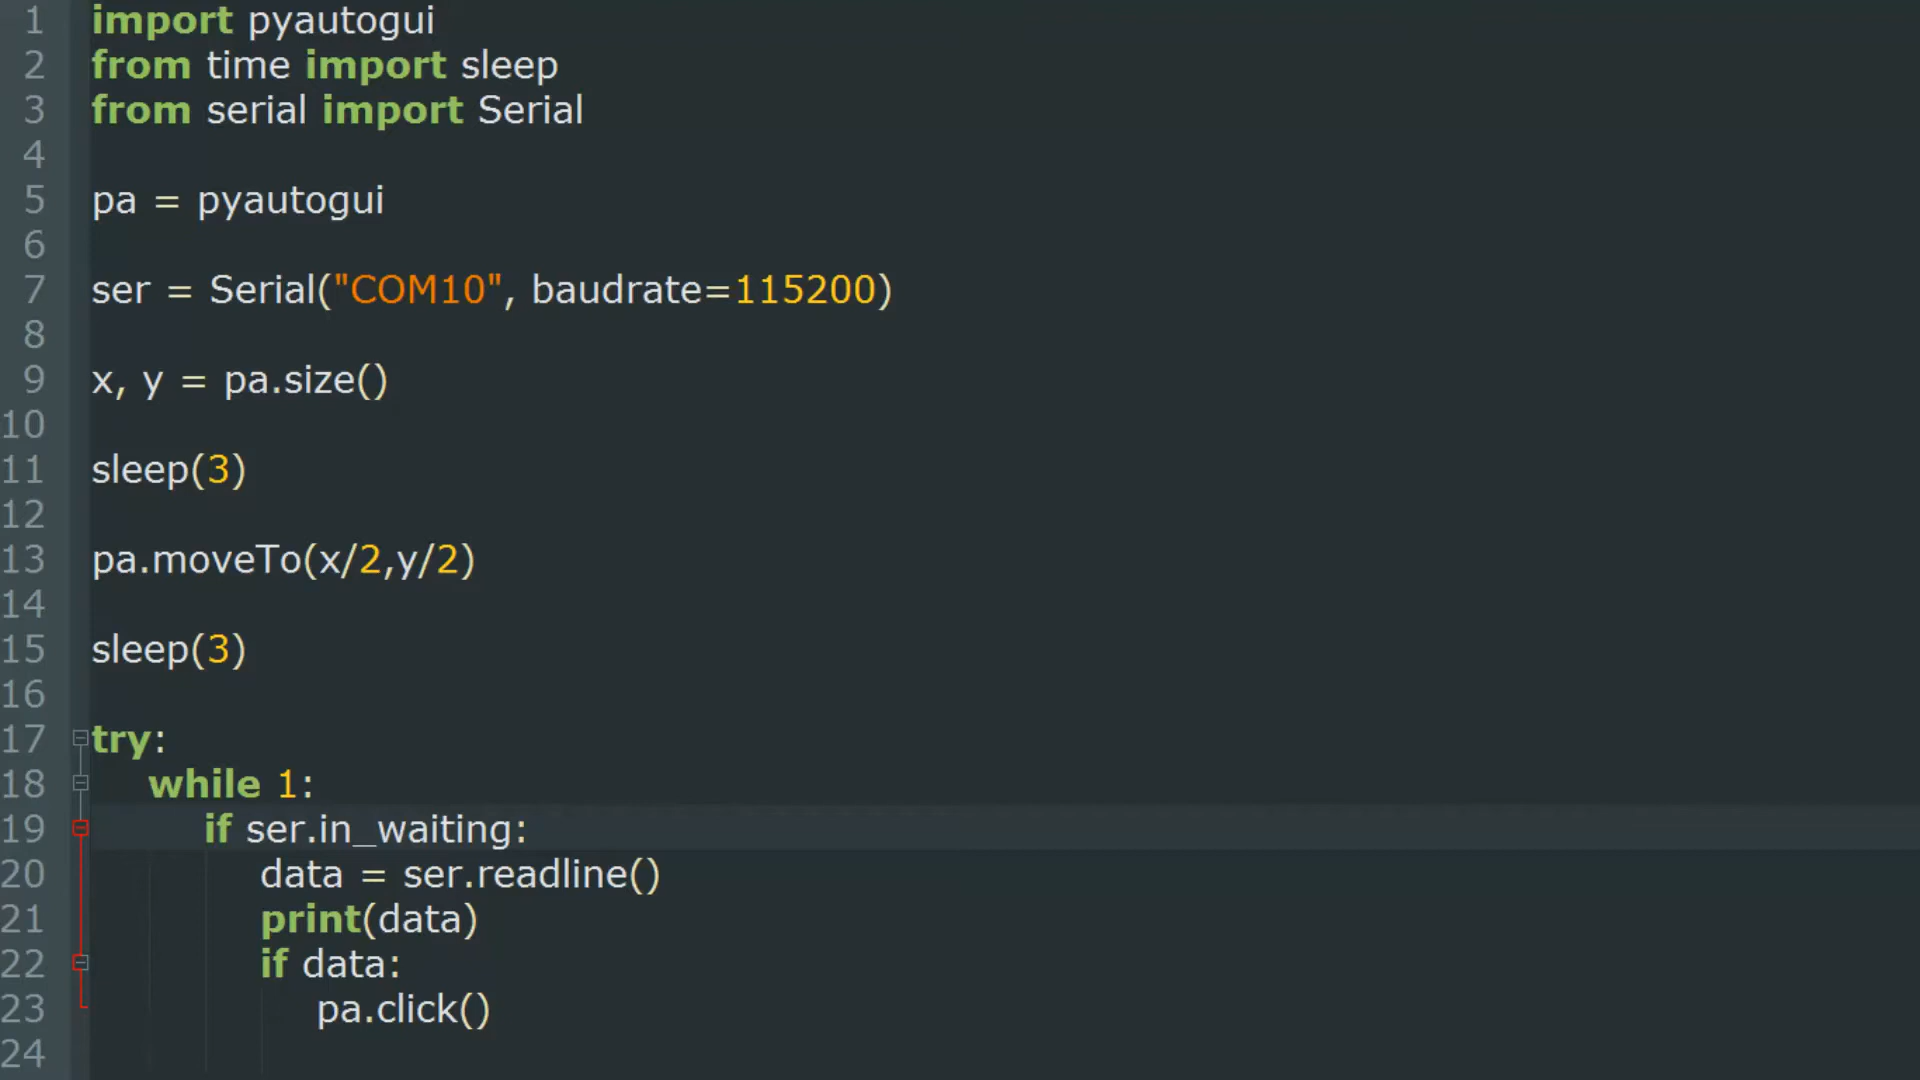 1 import pyautogui
2 from time import sleep
3 from serial import Serial
4
5 pa = pyautogui
6
7 ser = Serial("COM10", baudrate=115200)
8
9 x, y = pa.size()
10
11 sleep(3)
12
13 pa.moveTo(x/2,y/2)
14
15 sleep(3)
16
17 try:
18 while 1:
19 if ser.in_waiting:
20 data = ser.readline()
21 print(data)
22 if data:
23 pa.click()
24